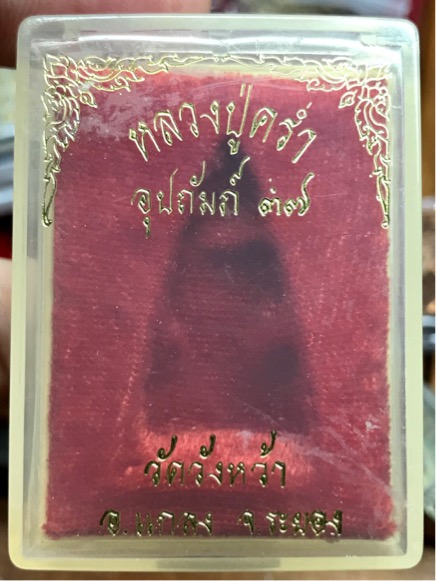 หลวงปู่คร่ำ
อุปถัมภ์ ๓๗
วัดวังหว้า
อ.แกลง จ.ระยอง